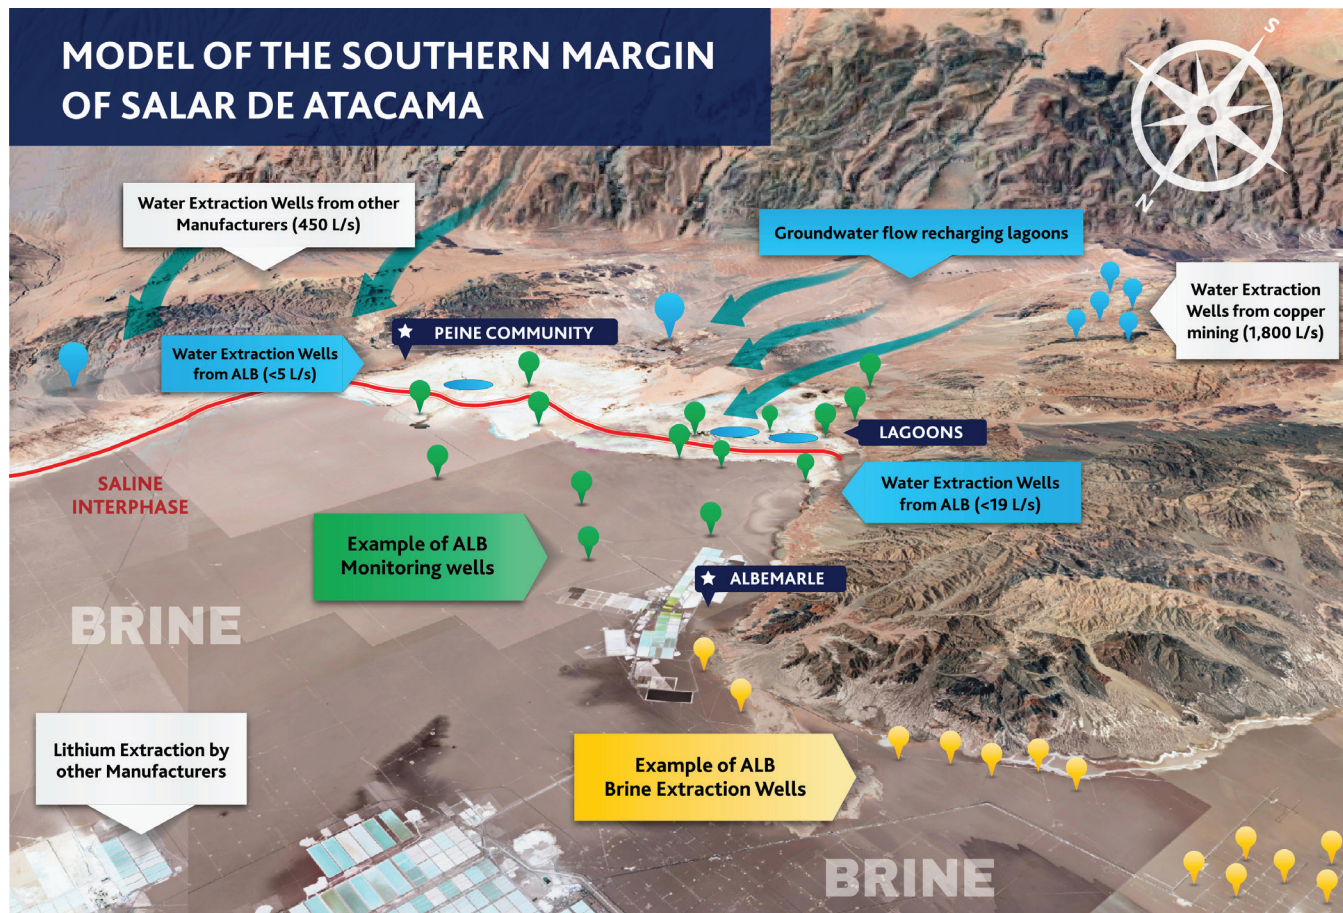 MODEL OF THE SOUTHERN MARGIN
OF SALAR DE ATACAMA
S
N
Water Extraction Wells from other
Manufacturers (450 L/s)
Groundwater flow recharging lagoons
Water Extraction
Wells from copper
mining (1,800 L/s)
PEINE COMMUNITY
Water Extraction Wells
from ALB (<5 L/s)
LAGOONS
SALINE
INTERPHASE
Water Extraction Wells
from ALB (<19 L/s)
Example of ALB
Monitoring wells
ALBEMARLE
BRINE
Lithium Extraction by
other Manufacturers
Example of ALB
Brine Extraction Wells
BRINE